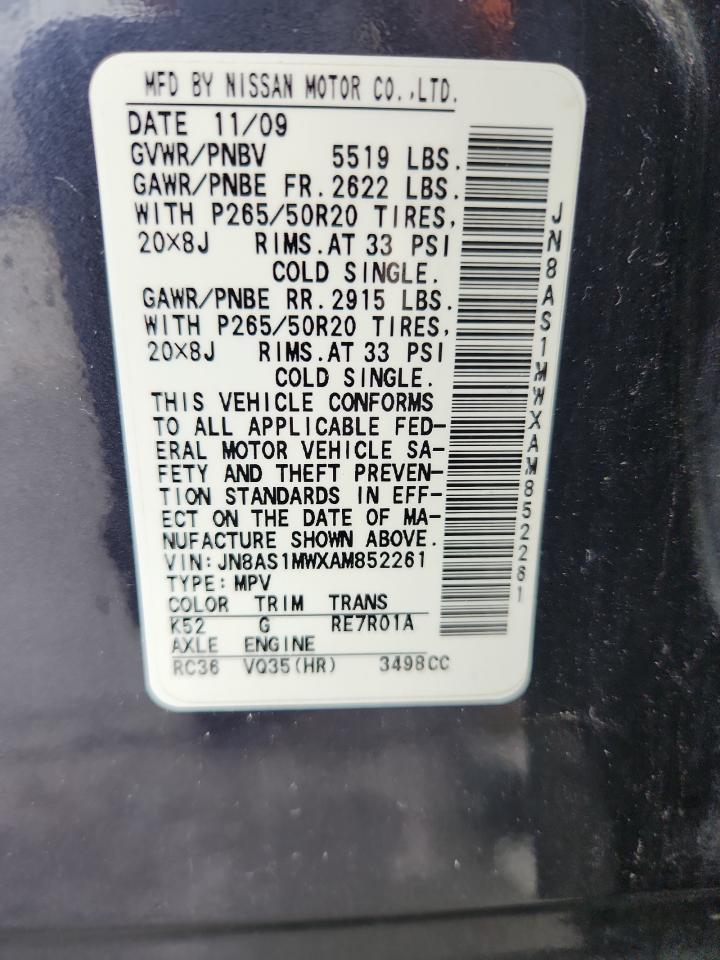 MFD BY NISSAN MOTOR CO.,LTD.
DATE 11/09
GVWR/PNBV 5519 LBS.
GAWR/PNBE FR. 2622 LBS.
WITH P265/50R20 TIRES,
20×8J RIMS. AT 33 PSI
COLD SINGLE.
GAWR/PNBE RR. 2915 LBS.
WITH P265/50R20 TIRES,
20×8J RIMS. AT 33 PSI
COLD SINGLE.
THIS VEHICLE CONFORMS
TO ALL APPLICABLE FED-
ERAL MOTOR VEHICLE SA-
FETY AND THEFT PREVEN-
TION STANDARDS IN EFF-
ECT ON THE DATE OF MA-
NUFACTURE SHOWN ABOVE.
VIN: JN8AS1MWXAM852261
TYPE: MPV
COLOR TRIM TRANS
K52 G RE7R01A
AXLE ENGINE
RC36 VQ35(HR) 3498CC
JN8AS1MWXAM852261